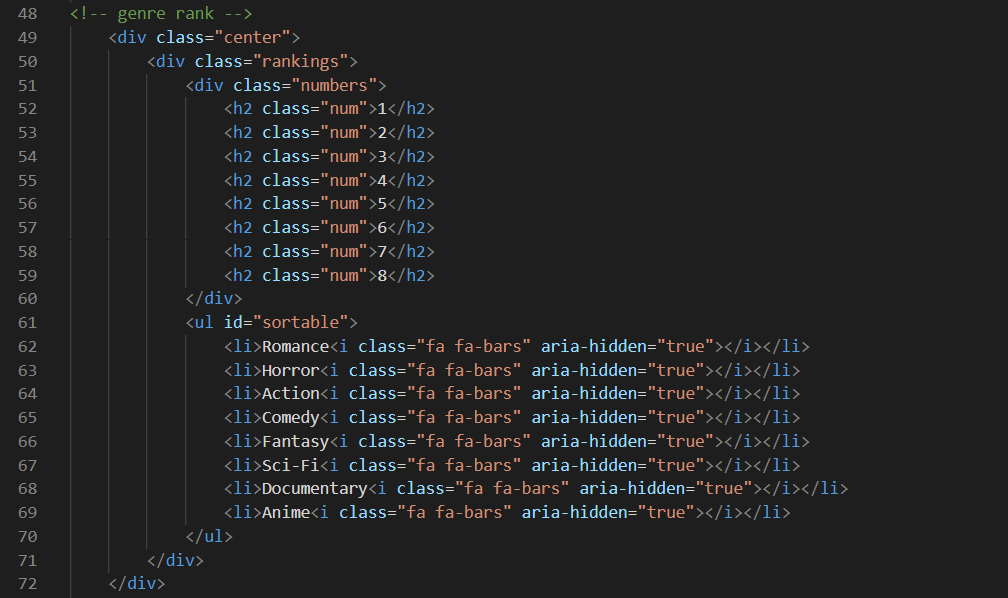 48 <!-- genre rank -->
49 <div class="center">
50 <div class="rankings">
51 <div class="numbers">
52 <h2 class="num">1</h2>
53 <h2 class="num">2</h2>
54 <h2 class="num">3</h2>
55 <h2 class="num">4</h2>
56 <h2 class="num">5</h2>
57 <h2 class="num">6</h2>
58 <h2 class="num">7</h2>
59 <h2 class="num">8</h2>
60 </div>
61 <ul id="sortable">
62 <li>Romance<i class="fa fa-bars" aria-hidden="true"></i></li>
63 <li>Horror<i class="fa fa-bars" aria-hidden="true"></i></li>
64 <li>Action<i class="fa fa-bars" aria-hidden="true"></i></li>
65 <li>Comedy<i class="fa fa-bars" aria-hidden="true"></i></li>
66 <li>Fantasy<i class="fa fa-bars" aria-hidden="true"></i></li>
67 <li>Sci-Fi<i class="fa fa-bars" aria-hidden="true"></i></li>
68 <li>Documentary<i class="fa fa-bars" aria-hidden="true"></i></li>
69 <li>Anime<i class="fa fa-bars" aria-hidden="true"></i></li>
70 </ul>
71 </div>
72 </div>